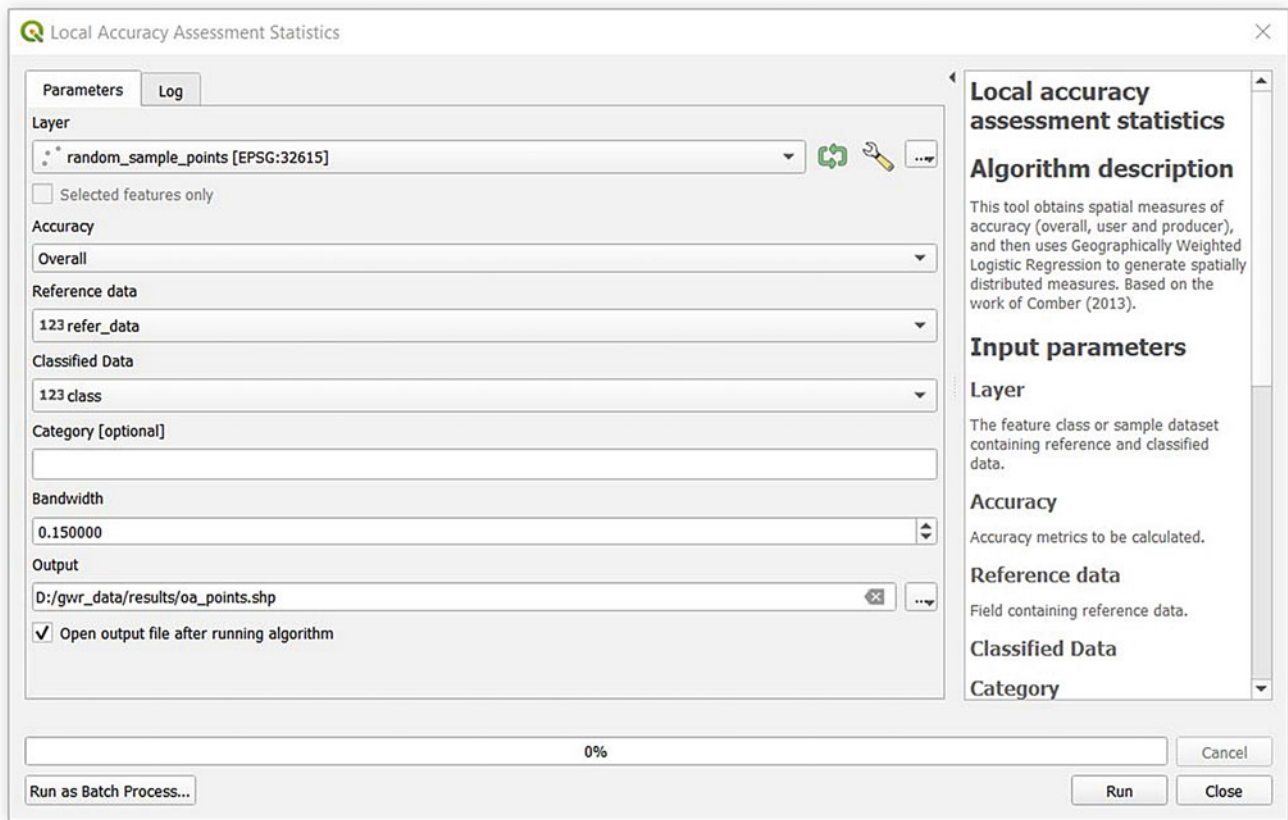 Local Accuracy Assessment Statistics
Parameters
Log
Layer
random_sample_points [EPSG:32615]
...
Selected features only
Accuracy
Overall
Reference data
123 refer_data
Classified Data
123 class
Category [optional]
Bandwidth
0.150000
Output
D:/gwr_data/results/oa_points.shp
...
Open output file after running algorithm
Local accuracy
assessment statistics
Algorithm description
This tool obtains spatial measures of
accuracy (overall, user and producer),
and then uses Geographically Weighted
Logistic Regression to generate spatially
distributed measures. Based on the
work of Comber (2013).
Input parameters
Layer
The feature class or sample dataset
containing reference and classified
data.
Accuracy
Accuracy metrics to be calculated.
Reference data
Field containing reference data.
Classified Data
Category
0%
Cancel
Run as Batch Process...
Run
Close